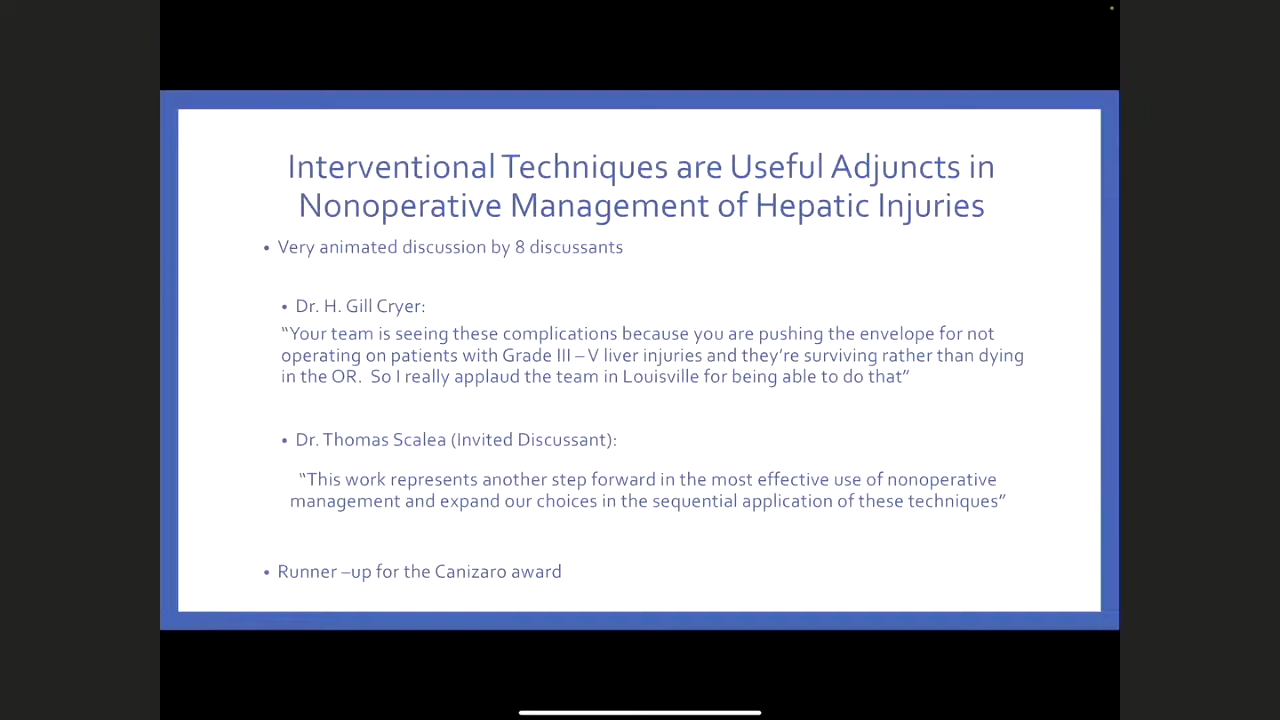 Interventional Techniques are Useful Adjuncts in
Nonoperative Management of Hepatic Injuries
• Very animated discussion by 8 discussants
• Dr. H. Gill Cryer:
“Your team is seeing these complications because you are pushing the envelope for not
operating on patients with Grade III – V liver injuries and they’re surviving rather than dying
in the OR.  So I really applaud the team in Louisville for being able to do that”
• Dr. Thomas Scalea (Invited Discussant):
“This work represents another step forward in the most effective use of nonoperative
management and expand our choices in the sequential application of these techniques”
• Runner –up for the Canizaro award